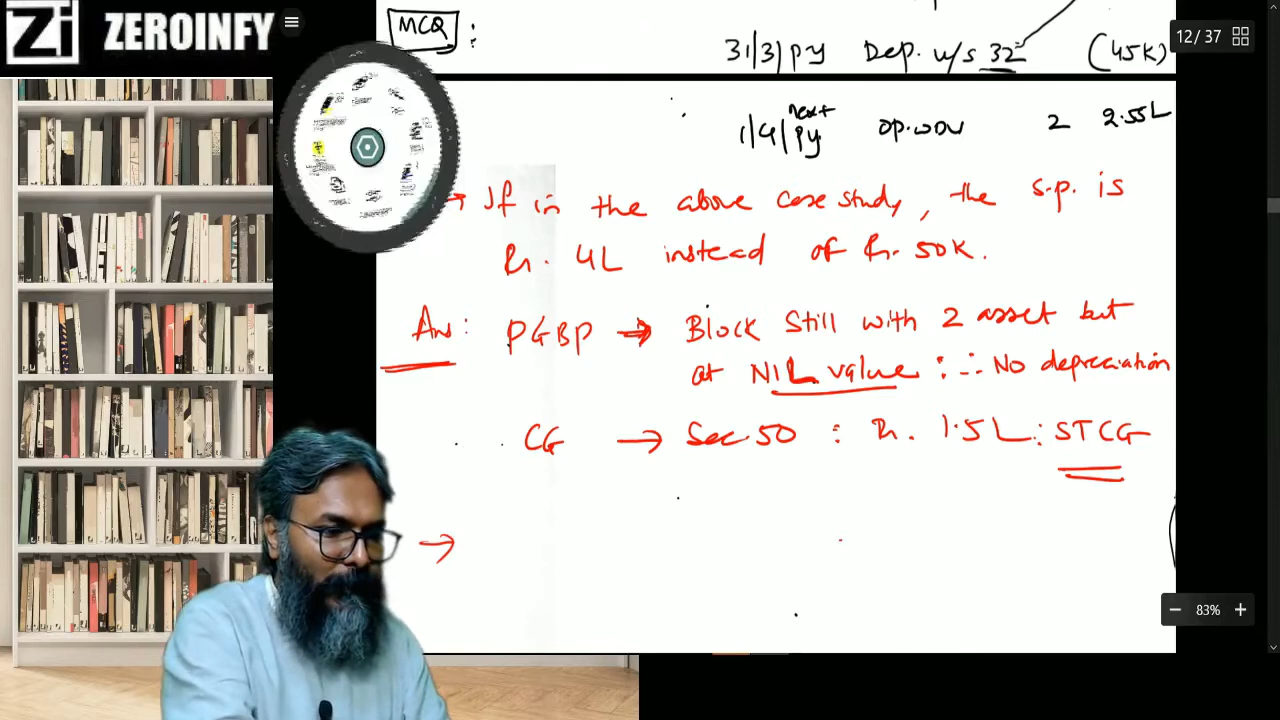 Zi ZEROINFY
12/37
MCQ :
31/3/py Dep. u/s 32 (45K)
1/4/next py op.wdv 2 2.55L
→ If in the above case study, the s.p. is
Rs. 4L instead of Rs. 50K.
Ans: PGBP → Block still with 2 asset but
at NIL value : ∴ No depreciation
CG → Sec 50 : Rs. 1.5L : STCG
→
83%